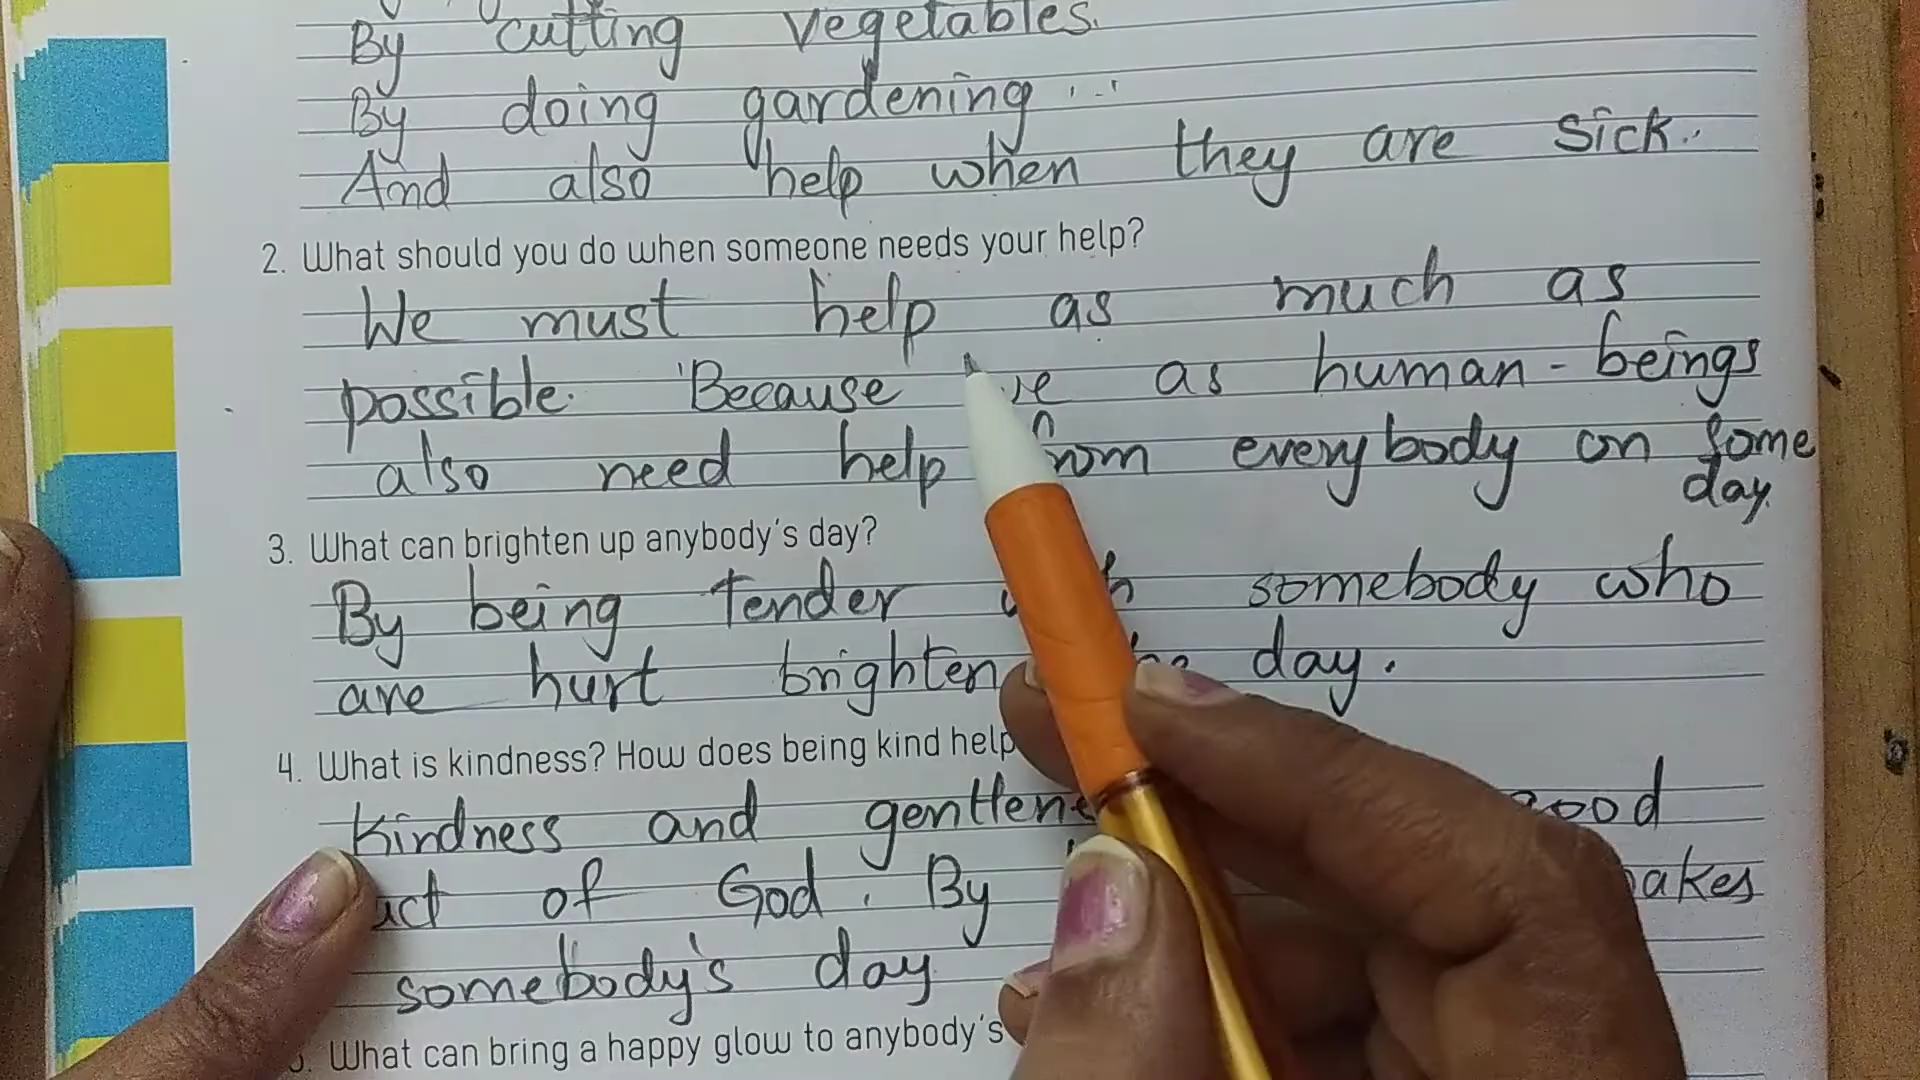 By cutting vegetables.
By doing gardening ...
And also help when they are sick.
2. What should you do when someone needs your help?
We must help as much as
possible. Because we as human-beings
also need help from everybody on some
day.
3. What can brighten up anybody's day?
By being tender somebody who
are hurt brighten day.
4. What is kindness? How does being kind help
Kindness and good
act of God. By
somebody's day
What can bring a happy glow to anybody's